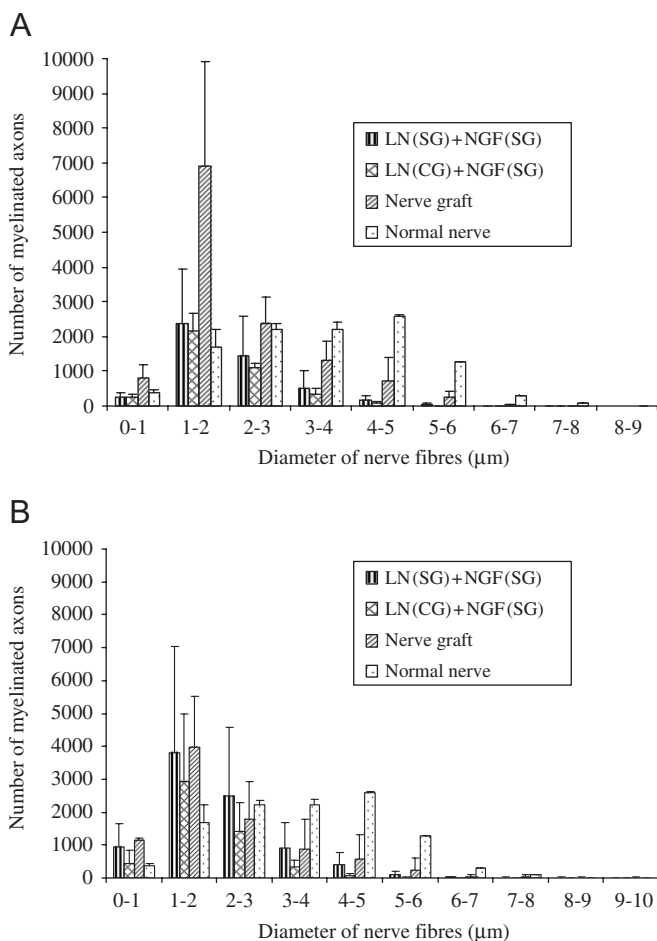 A
Number of myelinated axons
10000
9000
8000
7000
6000
5000
4000
3000
2000
1000
0
LN(SG)+NGF(SG)
LN(CG)+NGF(SG)
Nerve graft
Normal nerve
0-1 1-2 2-3 3-4 4-5 5-6 6-7 7-8 8-9
Diameter of nerve fibres (μm)
B
Number of myelinated axons
10000
9000
8000
7000
6000
5000
4000
3000
2000
1000
0
LN(SG)+NGF(SG)
LN(CG)+NGF(SG)
Nerve graft
Normal nerve
0-1 1-2 2-3 3-4 4-5 5-6 6-7 7-8 8-9 9-10
Diameter of nerve fibres (μm)